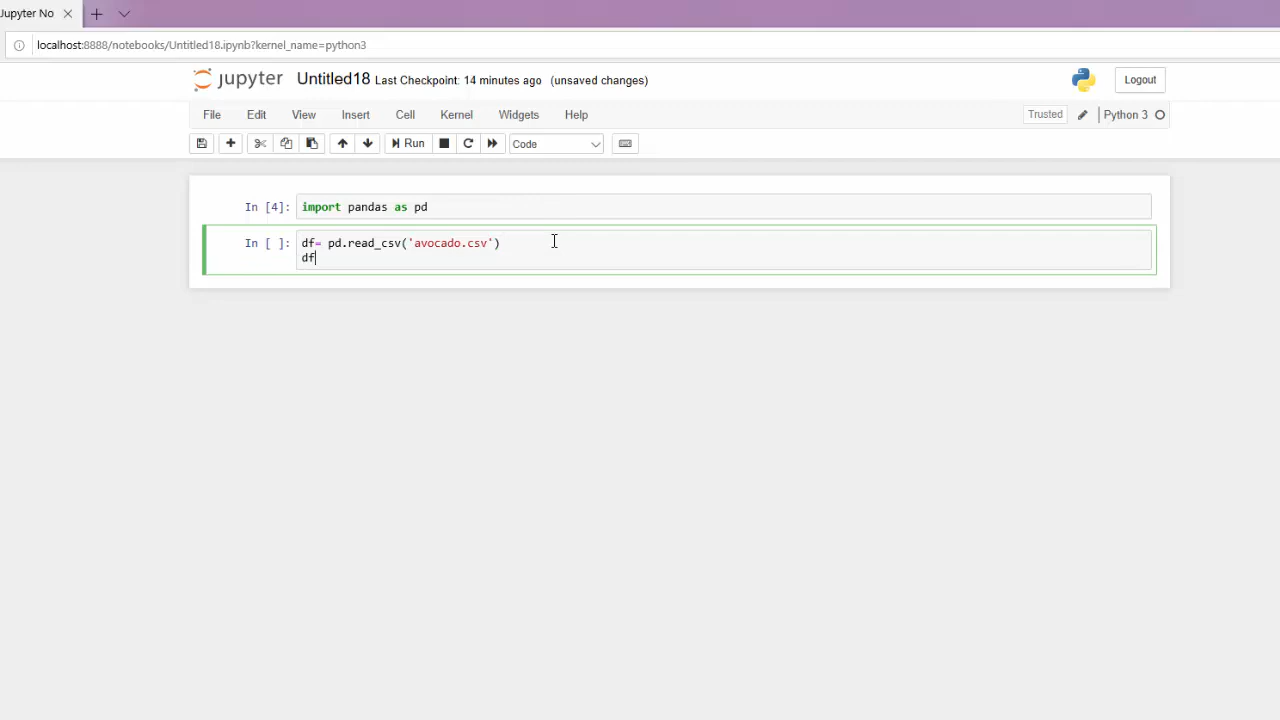 Jupyter No
localhost:8888/notebooks/Untitled18.ipynb?kernel_name=python3
jupyter Untitled18 Last Checkpoint: 14 minutes ago (unsaved changes) Logout
File Edit View Insert Cell Kernel Widgets Help Trusted Python 3
Run Code
In [4]: import pandas as pd
In [ ]: df= pd.read_csv('avocado.csv')
df